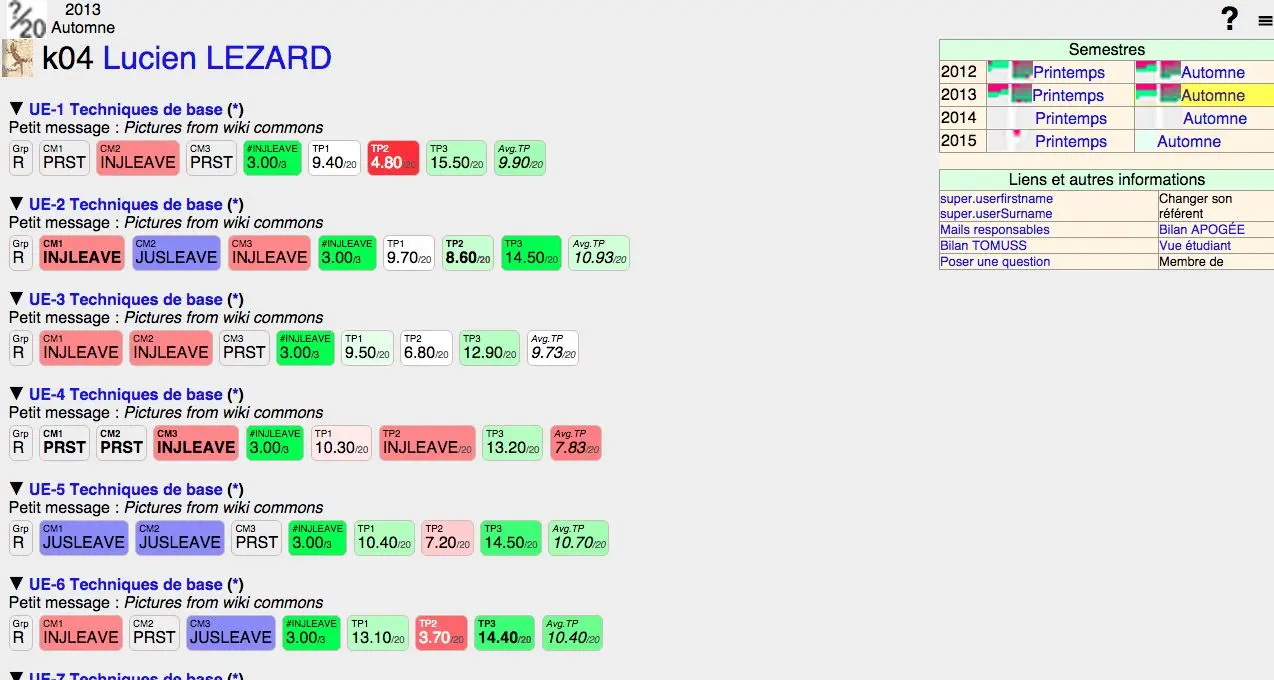 ?/20
2013
Automne
?
≡
k04 Lucien LEZARD
▼ UE-1 Techniques de base (*)
Petit message : Pictures from wiki commons
Grp CM1 CM2 CM3 #INJLEAVE TP1 TP2 TP3 Avg.TP
R PRST INJLEAVE PRST 3.00/3 9.40/20 4.80/20 15.50/20 9.90/20
▼ UE-2 Techniques de base (*)
Petit message : Pictures from wiki commons
Grp CM1 CM2 CM3 #INJLEAVE TP1 TP2 TP3 Avg.TP
R INJLEAVE JUSLEAVE INJLEAVE 3.00/3 9.70/20 8.60/20 14.50/20 10.93/20
▼ UE-3 Techniques de base (*)
Petit message : Pictures from wiki commons
Grp CM1 CM2 CM3 #INJLEAVE TP1 TP2 TP3 Avg.TP
R INJLEAVE INJLEAVE PRST 3.00/3 9.50/20 6.80/20 12.90/20 9.73/20
▼ UE-4 Techniques de base (*)
Petit message : Pictures from wiki commons
Grp CM1 CM2 CM3 #INJLEAVE TP1 TP2 TP3 Avg.TP
R PRST PRST INJLEAVE 3.00/3 10.30/20 INJLEAVE/20 13.20/20 7.83/20
▼ UE-5 Techniques de base (*)
Petit message : Pictures from wiki commons
Grp CM1 CM2 CM3 #INJLEAVE TP1 TP2 TP3 Avg.TP
R JUSLEAVE JUSLEAVE PRST 3.00/3 10.40/20 7.20/20 14.50/20 10.70/20
▼ UE-6 Techniques de base (*)
Petit message : Pictures from wiki commons
Grp CM1 CM2 CM3 #INJLEAVE TP1 TP2 TP3 Avg.TP
R INJLEAVE PRST JUSLEAVE 3.00/3 13.10/20 3.70/20 14.40/20 10.40/20
▼ UE-7 Techniques de base (*)
Semestres
2012 Printemps Automne
2013 Printemps Automne
2014 Printemps Automne
2015 Printemps Automne
Liens et autres informations
super.userfirstname Changer son
super.userSurname référent
Mails responsables Bilan APOGÉE
Bilan TOMUSS Vue étudiant
Poser une question Membre de